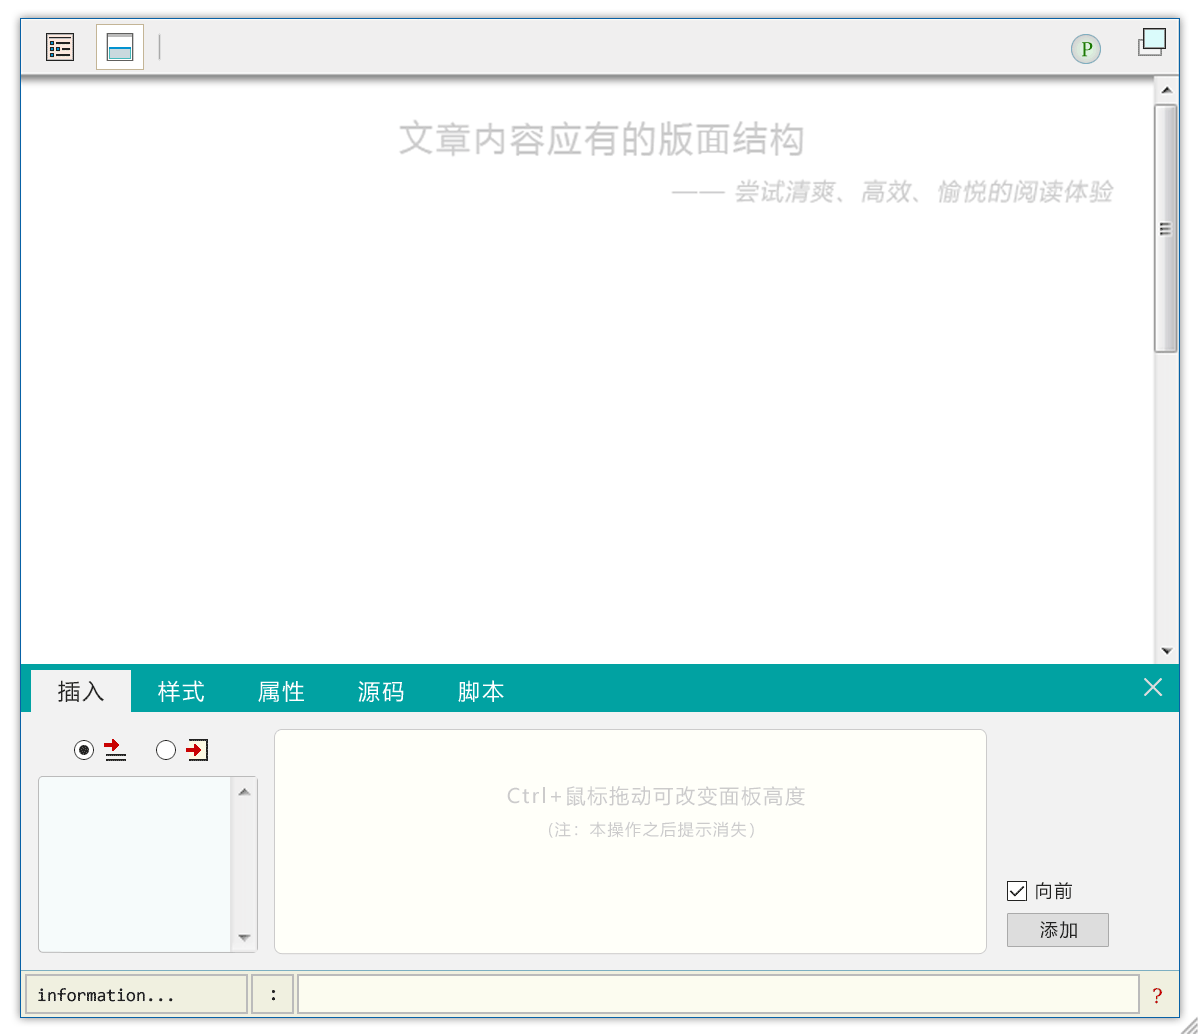 P
文章内容应有的版面结构
—— 尝试清爽、高效、愉悦的阅读体验
插入 样式 属性 源码 脚本
Ctrl+鼠标拖动可改变面板高度
(注：本操作之后提示消失)
向前
添加
information... : ?